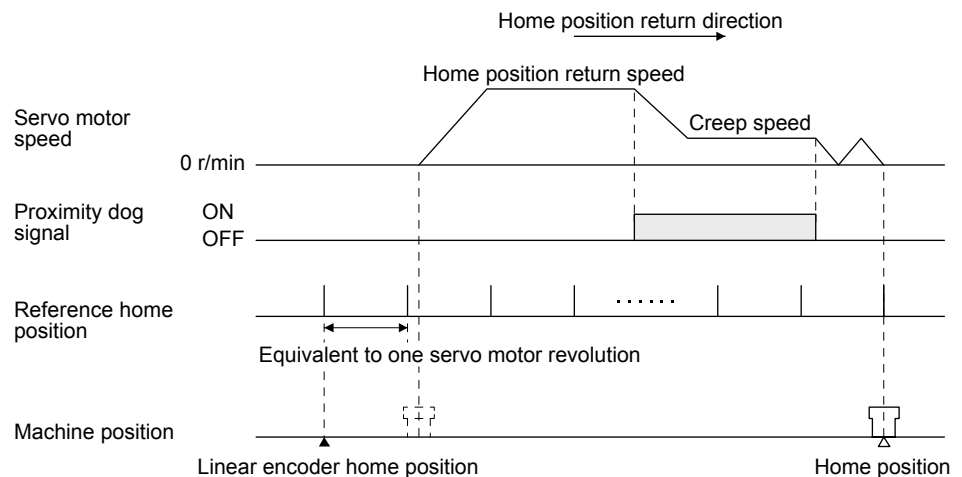 Home position return direction
Home position return speed
Servo motor
speed
Creep speed
0 r/min
Proximity dog
signal
ON
OFF
Reference home
position
......
Equivalent to one servo motor revolution
Machine position
Linear encoder home position
Home position